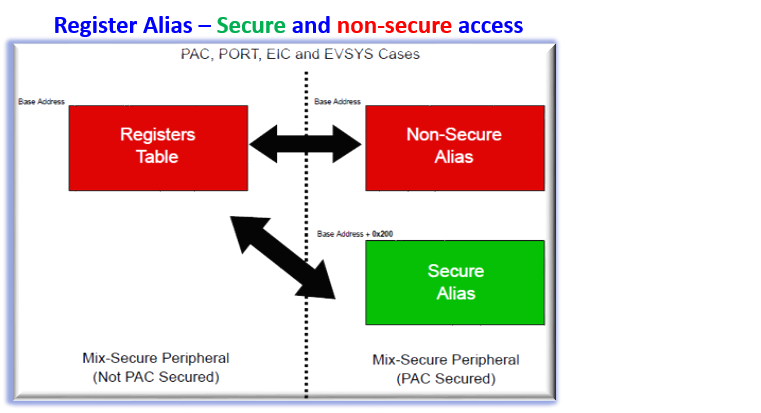 Register Alias – Secure and non-secure access
PAC, PORT, EIC and EVSYS Cases
Base Address
Registers
Table
Base Address
Non-Secure
Alias
Base Address + 0x200
Secure
Alias
Mix-Secure Peripheral
(Not PAC Secured)
Mix-Secure Peripheral
(PAC Secured)